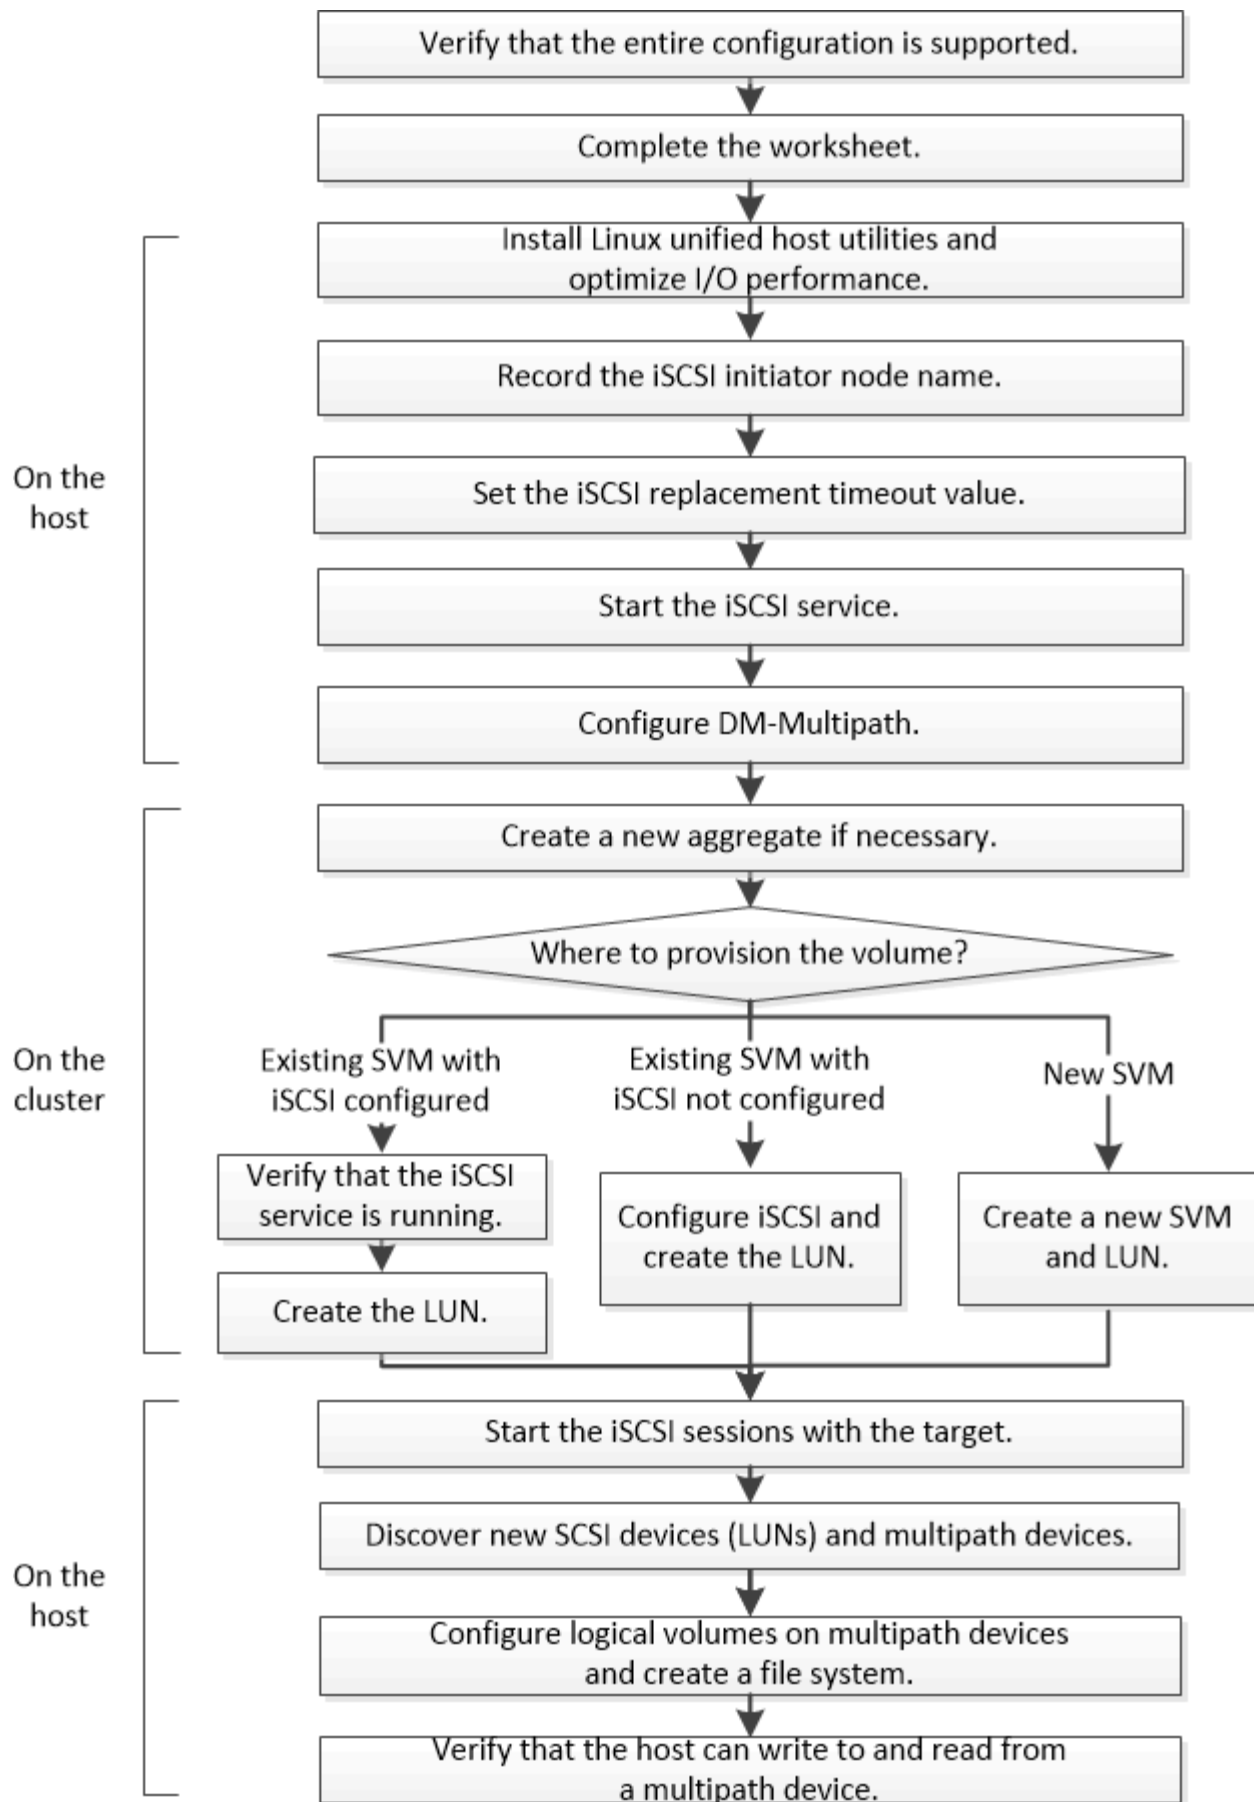 Verify that the entire configuration is supported.
Complete the worksheet.
On the
host
Install Linux unified host utilities and
optimize I/O performance.
Record the iSCSI initiator node name.
Set the iSCSI replacement timeout value.
Start the iSCSI service.
Configure DM-Multipath.
On the
cluster
Create a new aggregate if necessary.
Where to provision the volume?
Existing SVM with
iSCSI configured
Verify that the iSCSI
service is running.
Create the LUN.
Existing SVM with
iSCSI not configured
Configure iSCSI and
create the LUN.
New SVM
Create a new SVM
and LUN.
On the
host
Start the iSCSI sessions with the target.
Discover new SCSI devices (LUNs) and multipath devices.
Configure logical volumes on multipath devices
and create a file system.
Verify that the host can write to and read from
a multipath device.